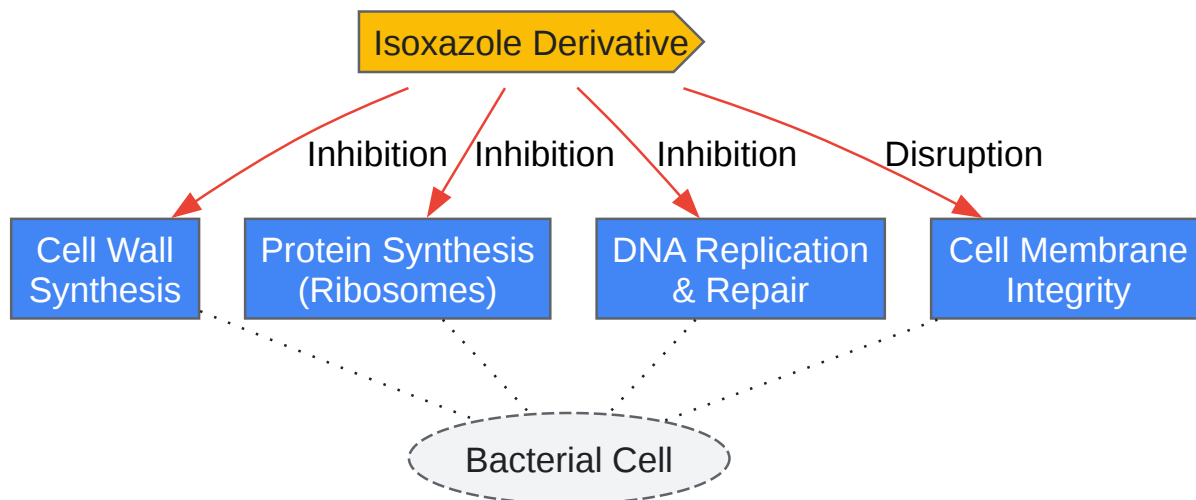 Isoxazole Derivative
Inhibition
Inhibition
Inhibition
Disruption
Cell Wall
Synthesis
Protein Synthesis
(Ribosomes)
DNA Replication
& Repair
Cell Membrane
Integrity
Bacterial Cell